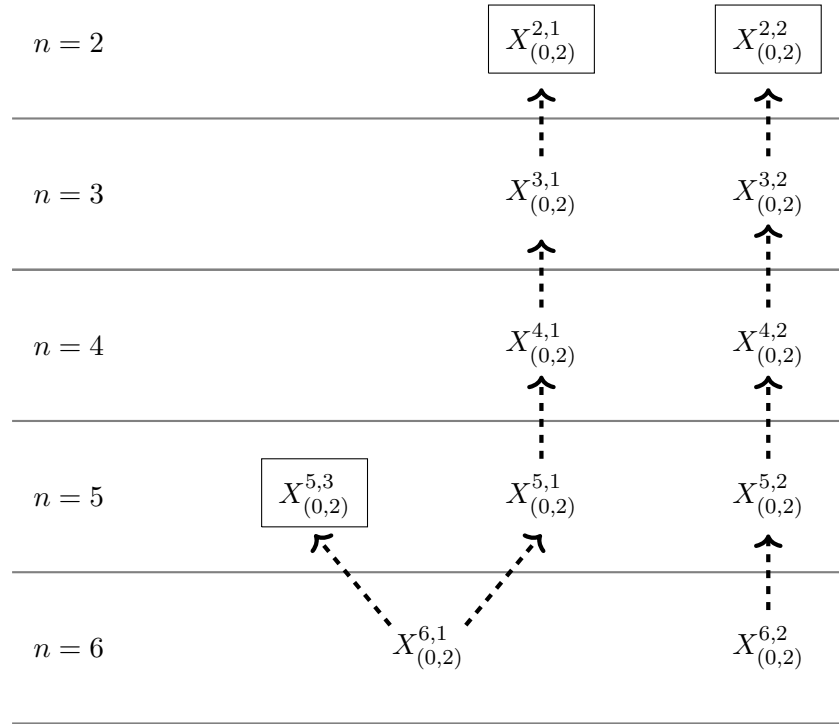 n = 2 X^{2,1}_{(0,2)} X^{2,2}_{(0,2)}
n = 3 X^{3,1}_{(0,2)} X^{3,2}_{(0,2)}
n = 4 X^{4,1}_{(0,2)} X^{4,2}_{(0,2)}
n = 5 X^{5,3}_{(0,2)} X^{5,1}_{(0,2)} X^{5,2}_{(0,2)}
n = 6 X^{6,1}_{(0,2)} X^{6,2}_{(0,2)}